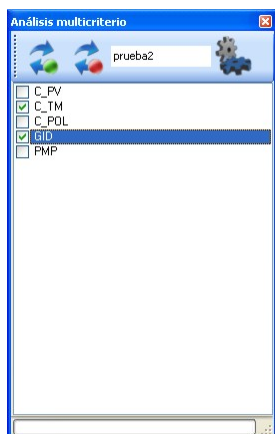 Análisis multicriterio
prueba2
C_PV
C_TM
C_POL
GID
PMP